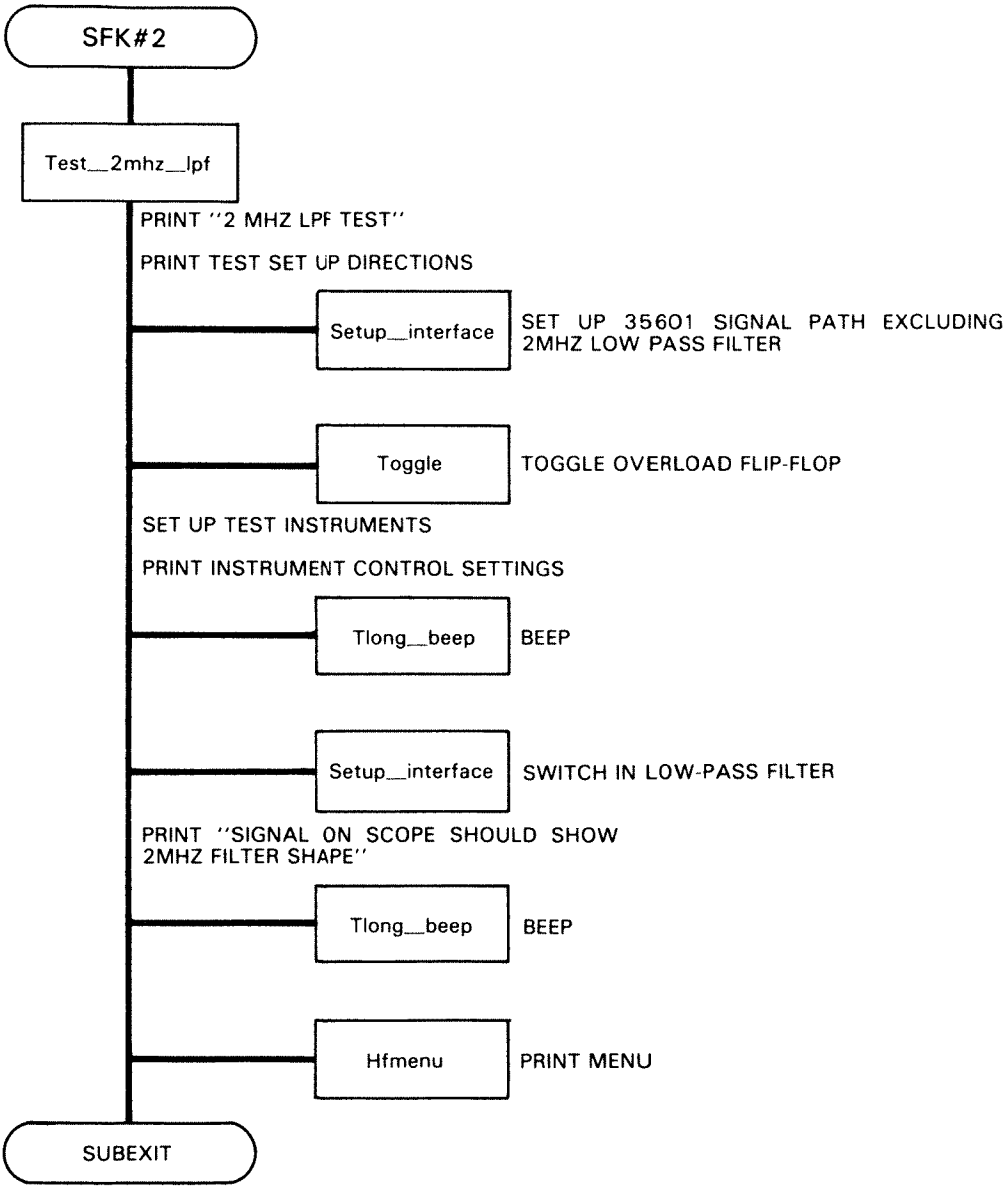 SFK#2
Test__2mhz__lpf
PRINT ''2 MHZ LPF TEST''
PRINT TEST SET UP DIRECTIONS
Setup__interface
SET UP 35601 SIGNAL PATH EXCLUDING
2MHZ LOW PASS FILTER
Toggle
TOGGLE OVERLOAD FLIP-FLOP
SET UP TEST INSTRUMENTS
PRINT INSTRUMENT CONTROL SETTINGS
Tlong__beep
BEEP
Setup__interface
SWITCH IN LOW-PASS FILTER
PRINT ''SIGNAL ON SCOPE SHOULD SHOW
2MHZ FILTER SHAPE''
Tlong__beep
BEEP
Hfmenu
PRINT MENU
SUBEXIT